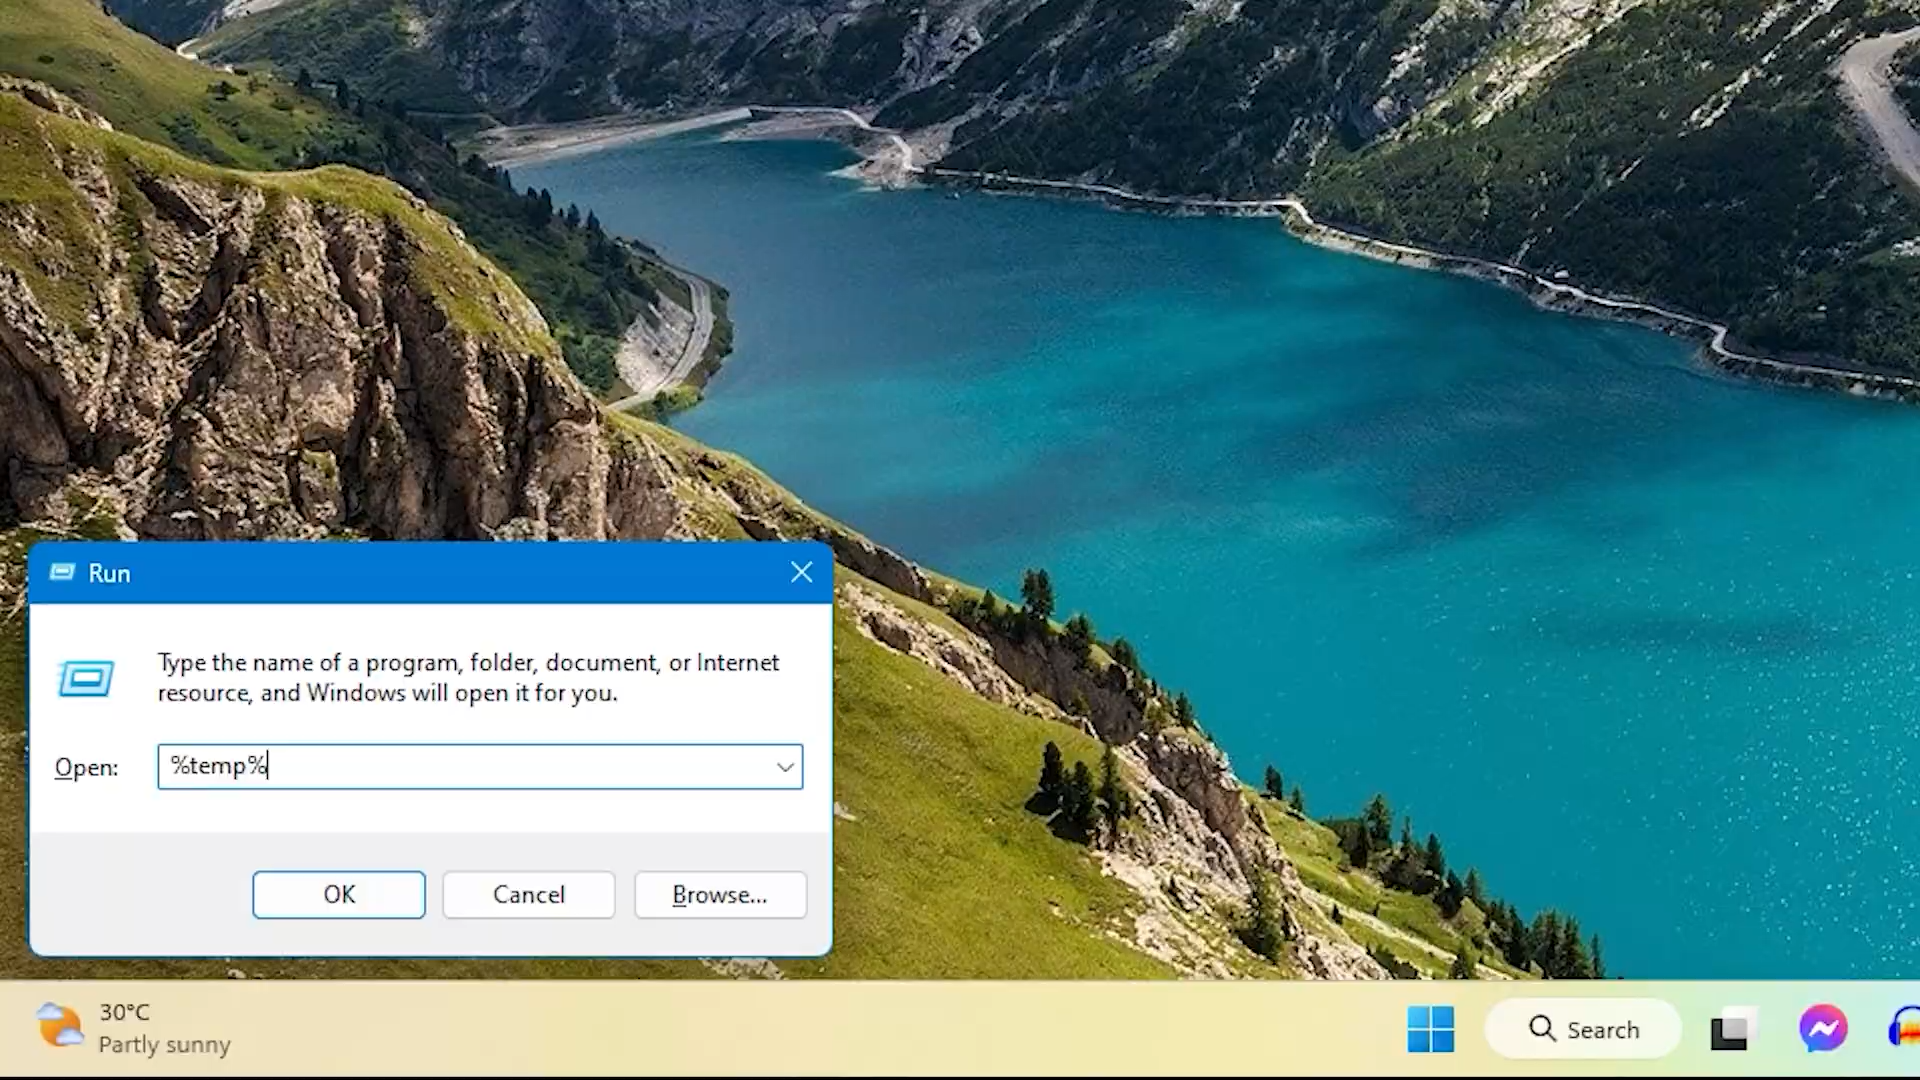 Run
Type the name of a program, folder, document, or Internet
resource, and Windows will open it for you.
Open:
%temp%
OK
Cancel
Browse...
30°C
Partly sunny
Search